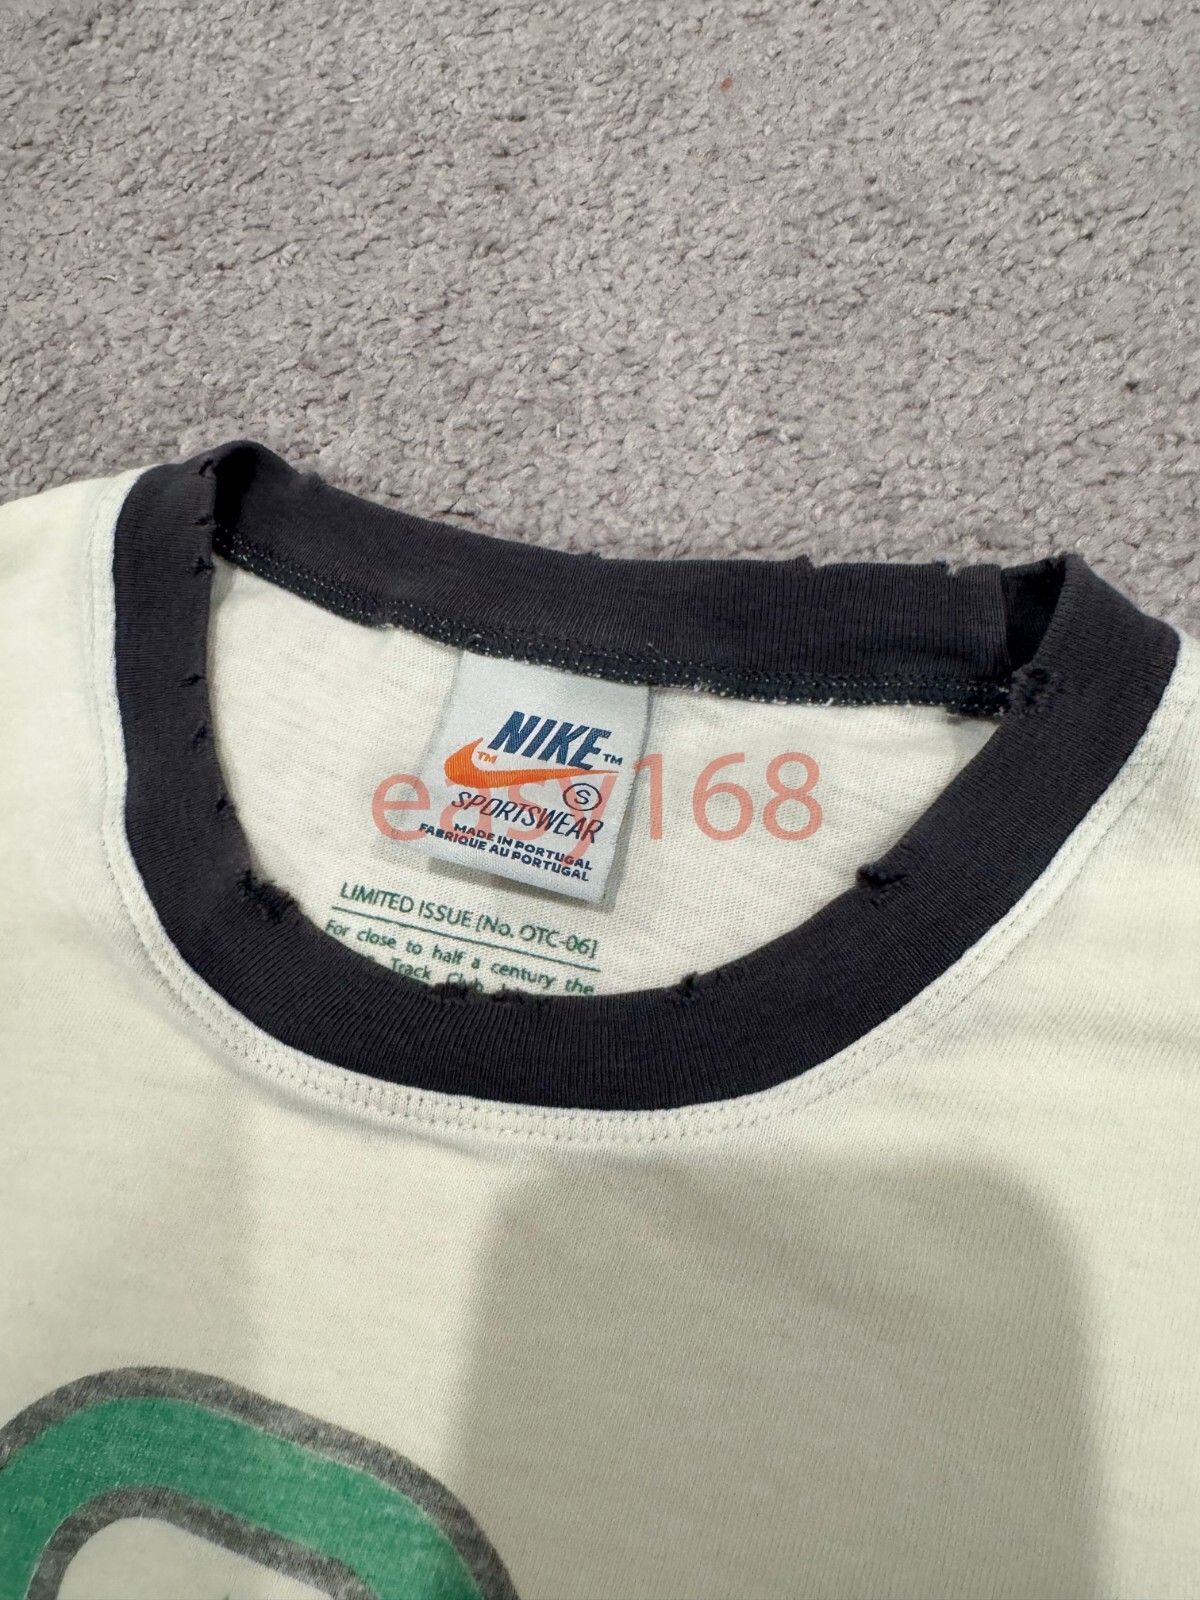 NIKE™
™
S
SPORTSWEAR
MADE IN PORTUGAL
FABRIQUE AU PORTUGAL
easy168
LIMITED ISSUE [No. OTC-06]
For close to half a century the
Track Club